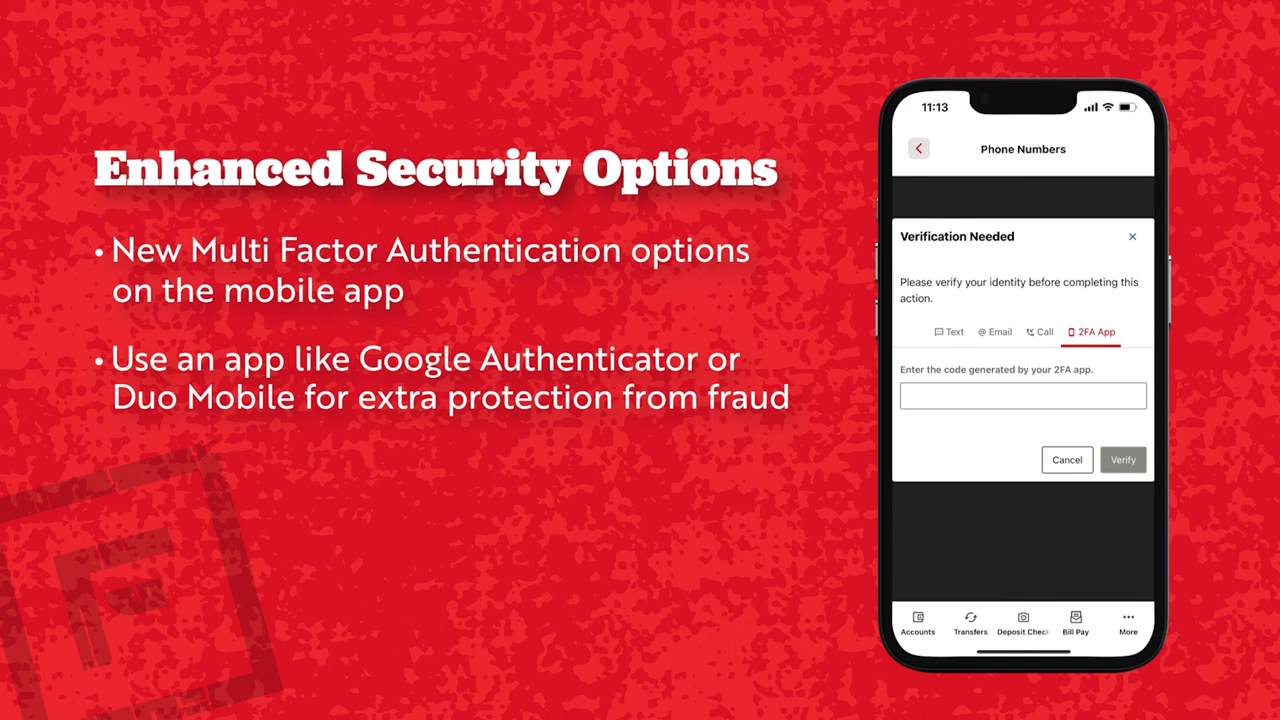 Enhanced Security Options
• New Multi Factor Authentication options
on the mobile app
• Use an app like Google Authenticator or
Duo Mobile for extra protection from fraud
F
11:13
Phone Numbers
Verification Needed
Please verify your identity before completing this
action.
Text @ Email Call 2FA App
Enter the code generated by your 2FA app.
Cancel Verify
Accounts Transfers Deposit Chec Bill Pay More